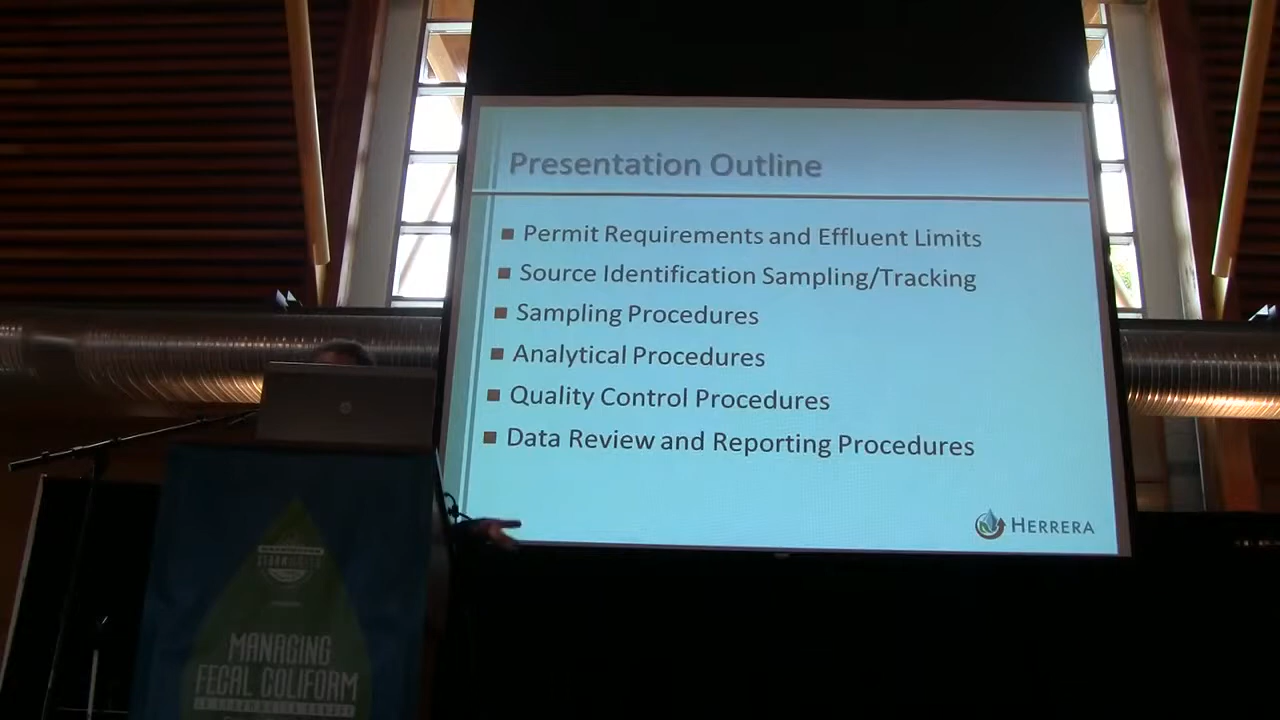 Presentation Outline
Permit Requirements and Effluent Limits
Source Identification Sampling/Tracking
Sampling Procedures
Analytical Procedures
Quality Control Procedures
Data Review and Reporting Procedures
HERRERA
MANAGING
FECAL COLIFORM